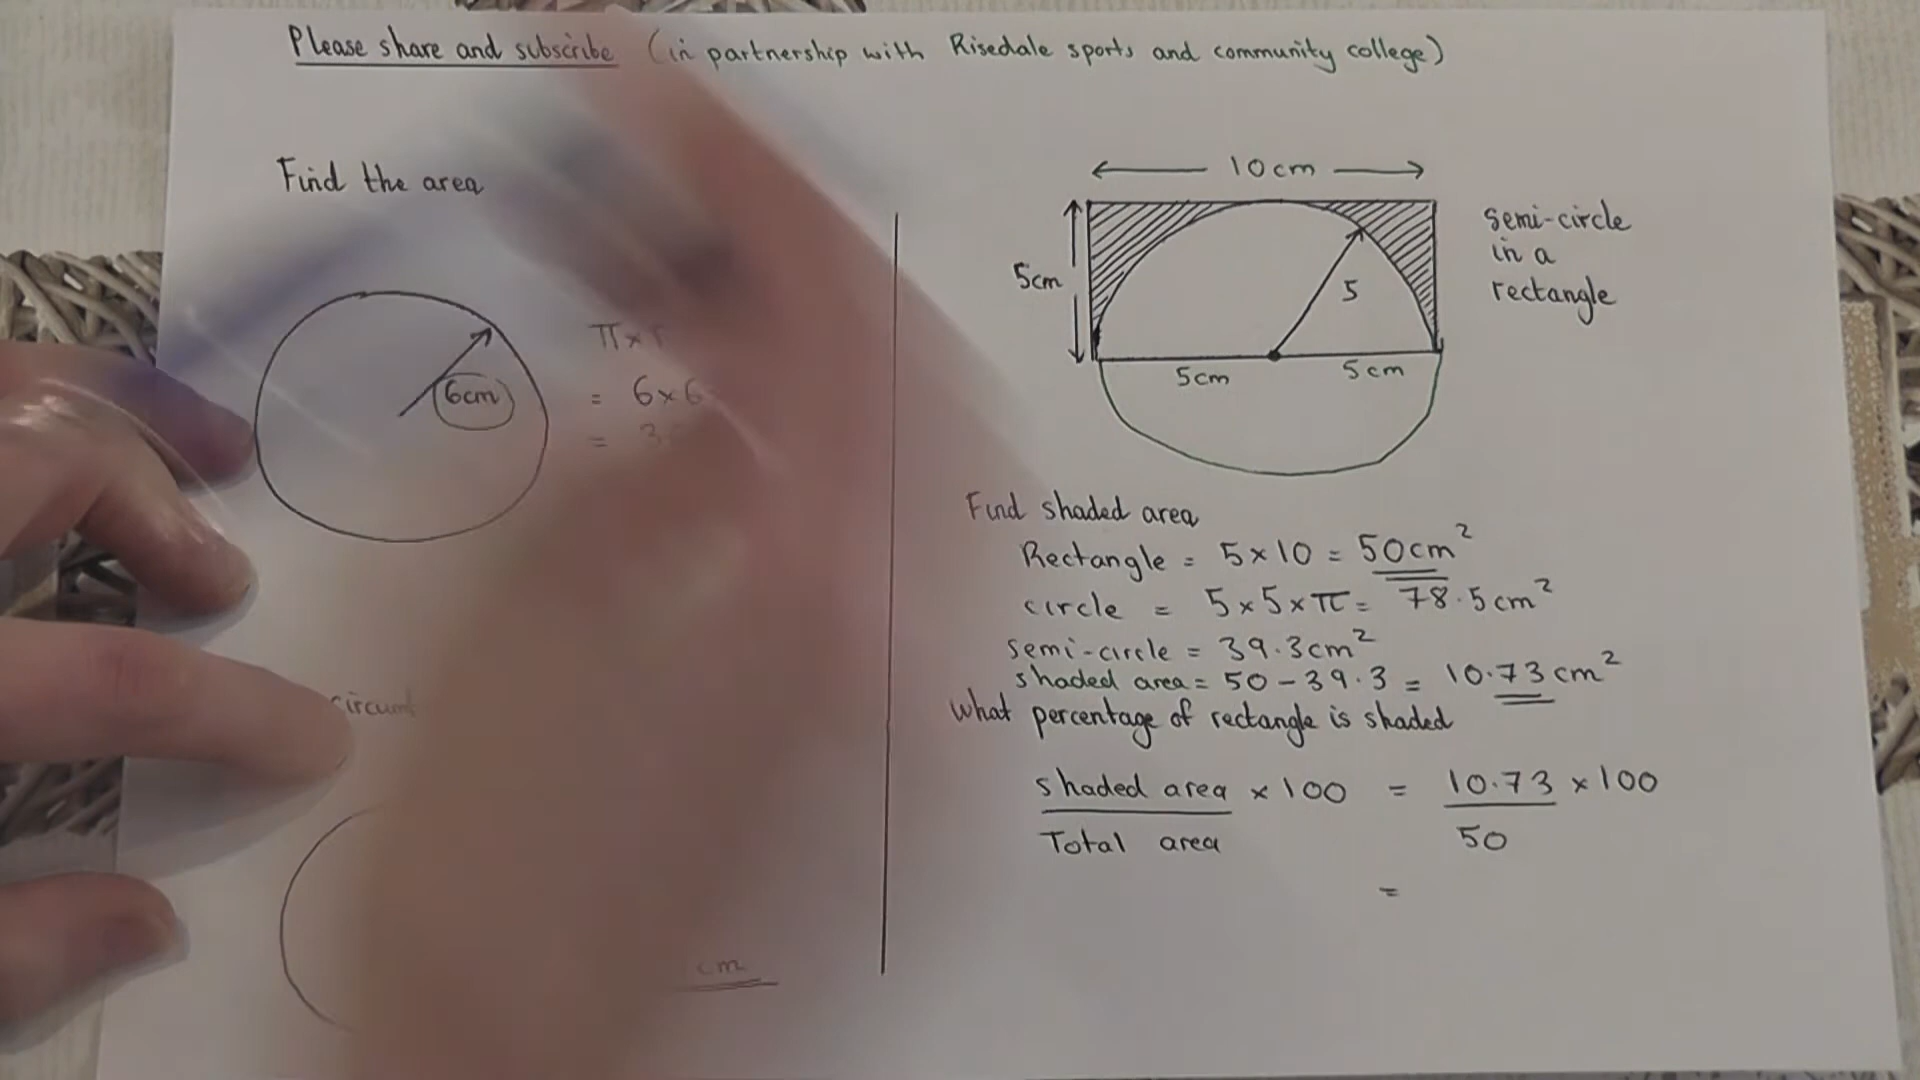 Please share and subscribe (in partnership with Risedale sports and community college)
Find the area
6cm
π×
= 6×6
= 3
cm
10cm
5cm
5
5cm
5cm
semi-circle
in a
rectangle
Find shaded area
Rectangle = 5×10 = 50cm²
circle = 5×5×π = 78.5cm²
semi-circle = 39.3cm²
shaded area = 50-39.3 = 10.73cm²
What percentage of rectangle is shaded
shaded area × 100 = 10.73 × 100
Total area 50
=